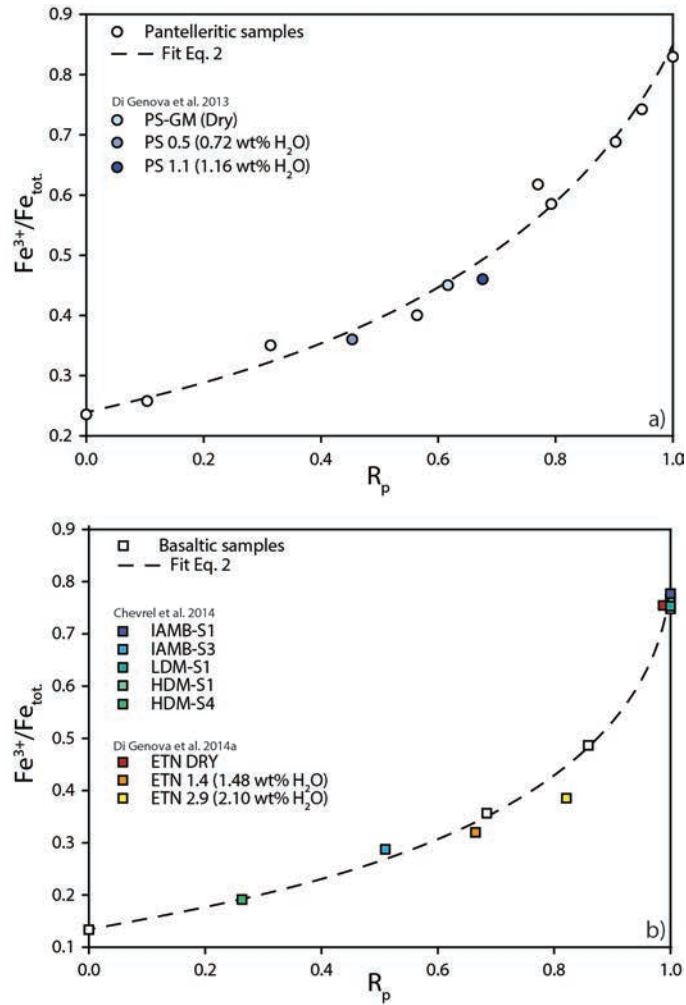 0.9
0.8
0.7
0.6
0.5
0.4
0.3
0.2
Fe³⁺/Fe_tot.
Pantelleritic samples
Fit Eq. 2
Di Genova et al. 2013
PS-GM (Dry)
PS 0.5 (0.72 wt% H₂O)
PS 1.1 (1.16 wt% H₂O)
a)
0.0 0.2 0.4 0.6 0.8 1.0
R_p
0.9
0.8
0.7
0.6
0.5
0.4
0.3
0.2
0.1
Fe³⁺/Fe_tot.
Basaltic samples
Fit Eq. 2
Chevrel et al. 2014
IAMB-S1
IAMB-S3
LDM-S1
HDM-S1
HDM-S4
Di Genova et al. 2014a
ETN DRY
ETN 1.4 (1.48 wt% H₂O)
ETN 2.9 (2.10 wt% H₂O)
b)
0.0 0.2 0.4 0.6 0.8 1.0
R_p